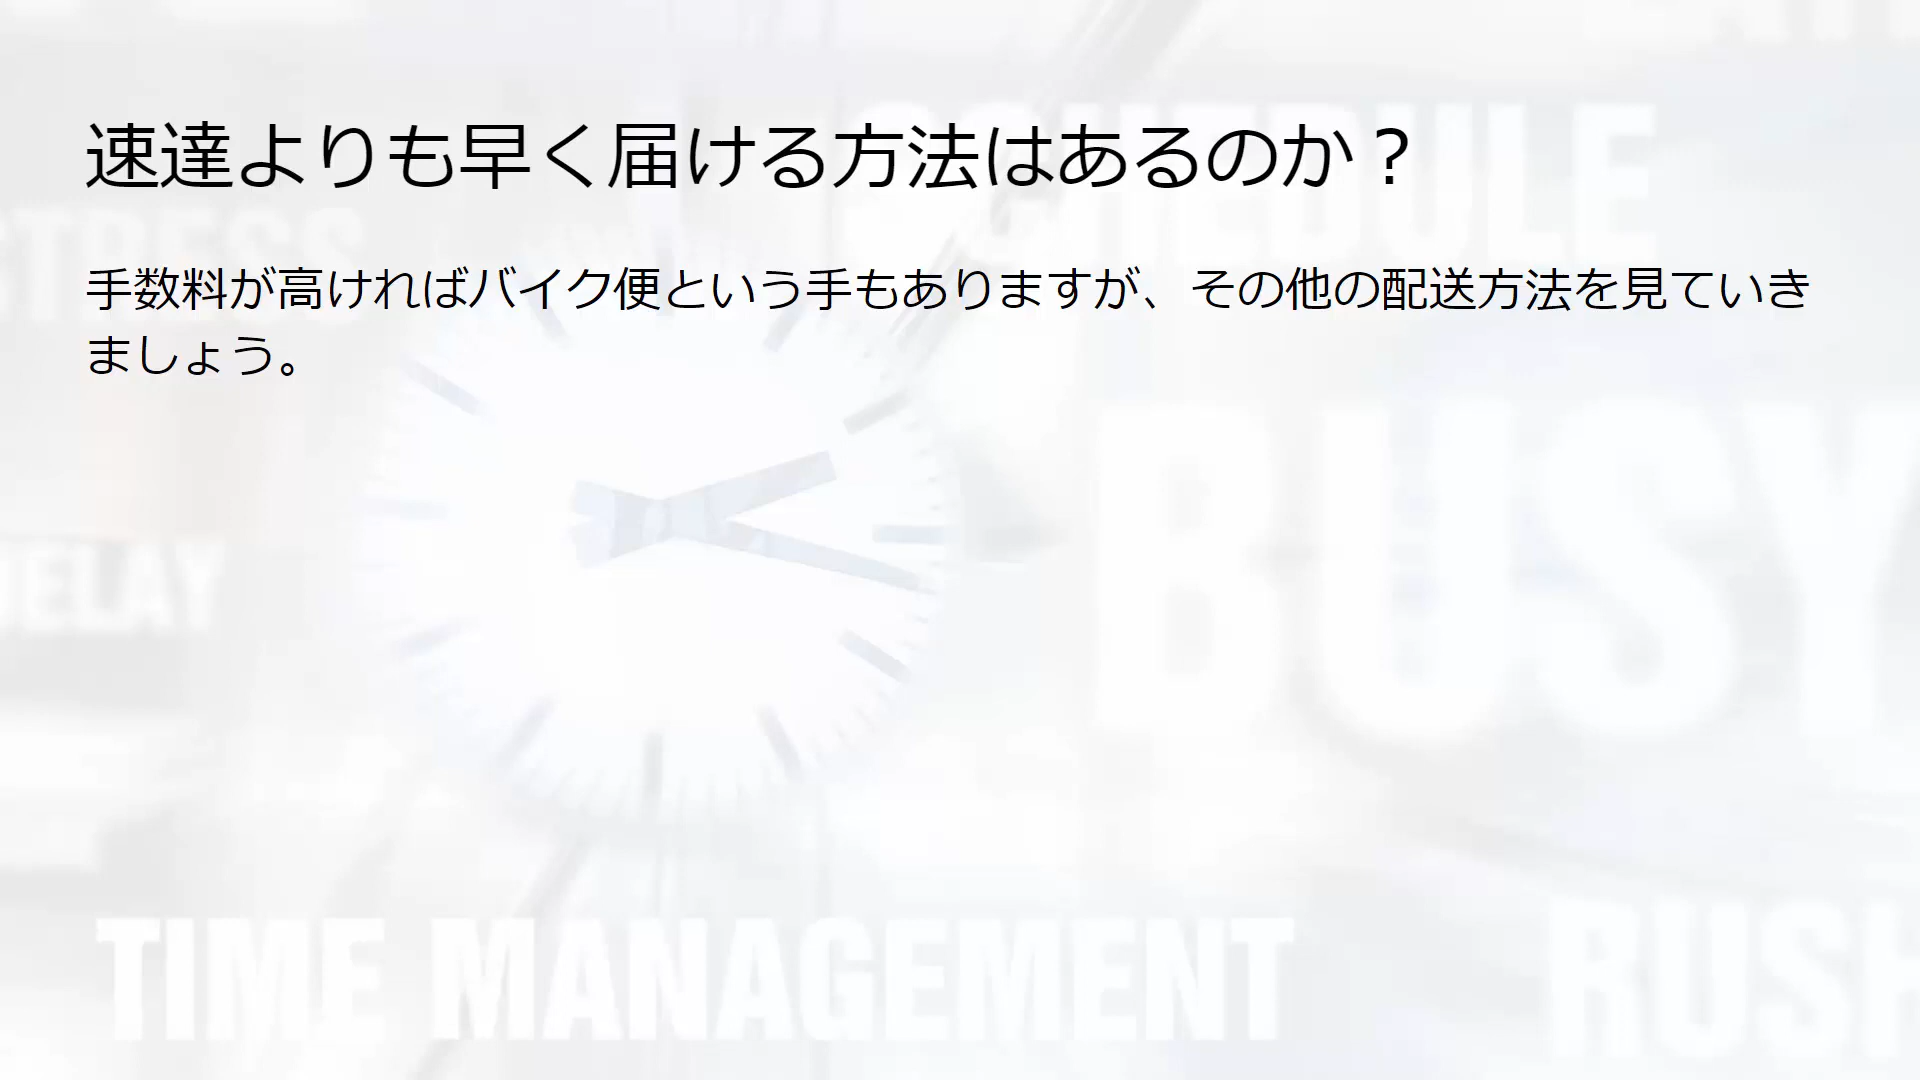 速達よりも早く届ける方法はあるのか？
手数料が高ければバイク便という手もありますが、その他の配送方法を見ていき
ましょう。
SCHEDULE
STRESS
BUSY
DELAY
TIME MANAGEMENT
RUSH